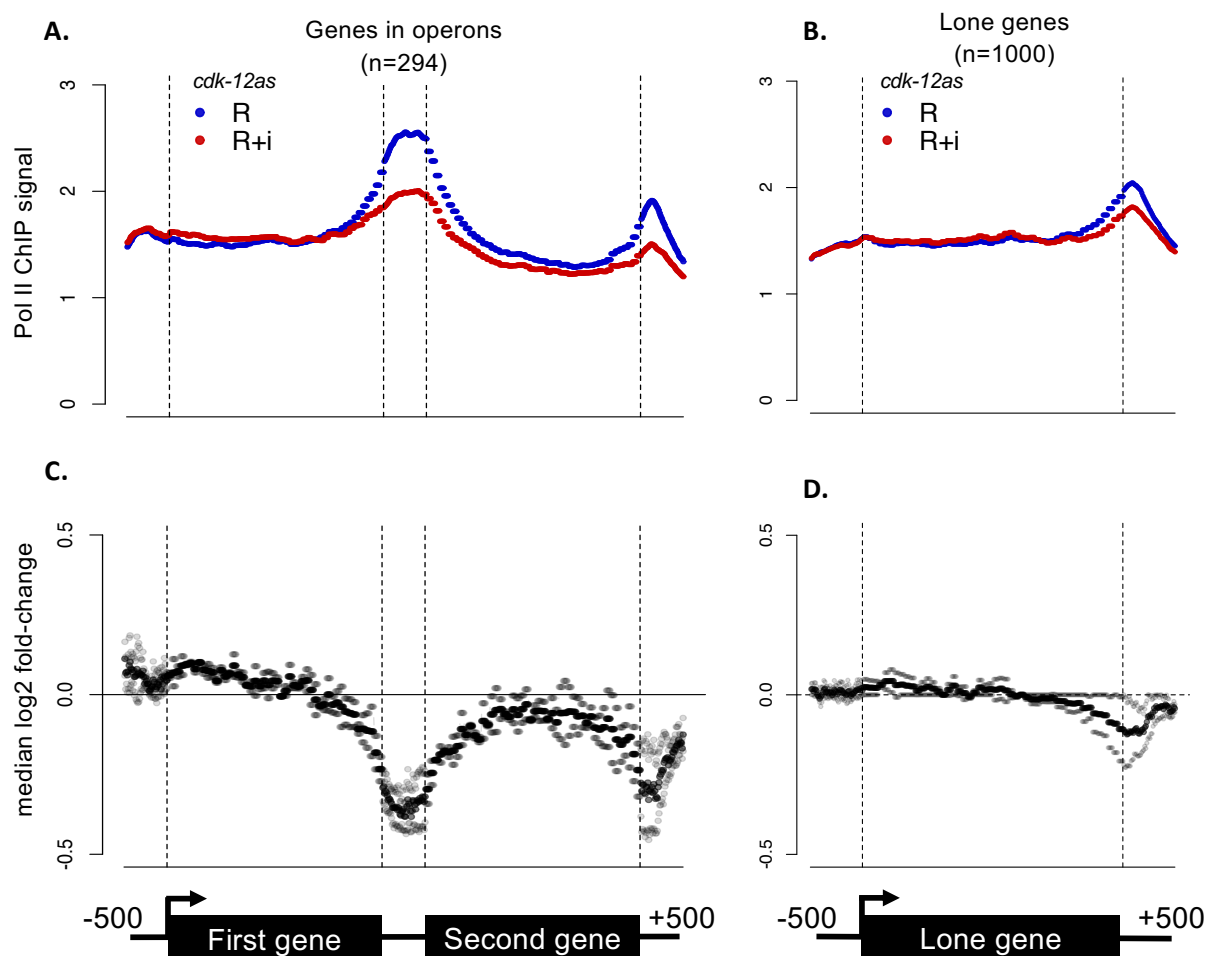 A.
Genes in operons
(n=294)
cdk-12as
R
R+i
Pol II ChIP signal
3
2
1
0
B.
Lone genes
(n=1000)
cdk-12as
R
R+i
3
2
1
0
C.
median log2 fold-change
0.5
0.0
-0.5
D.
0.5
0.0
-0.5
-500
First gene
Second gene
+500
-500
Lone gene
+500